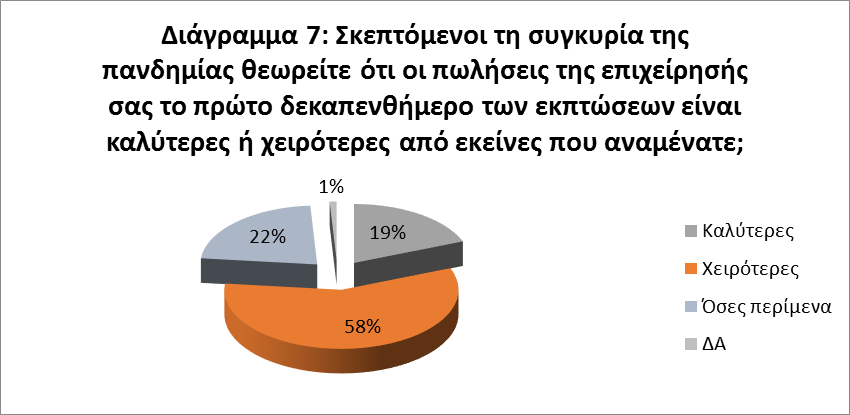 Διάγραμμα 7: Σκεπτόμενοι τη συγκυρία της
πανδημίας θεωρείτε ότι οι πωλήσεις της επιχείρησής
σας το πρώτο δεκαπενθήμερο των εκπτώσεων είναι
καλύτερες ή χειρότερες από εκείνες που αναμένατε;
1%
22%
19%
58%
Καλύτερες
Χειρότερες
Όσες περίμενα
ΔΑ